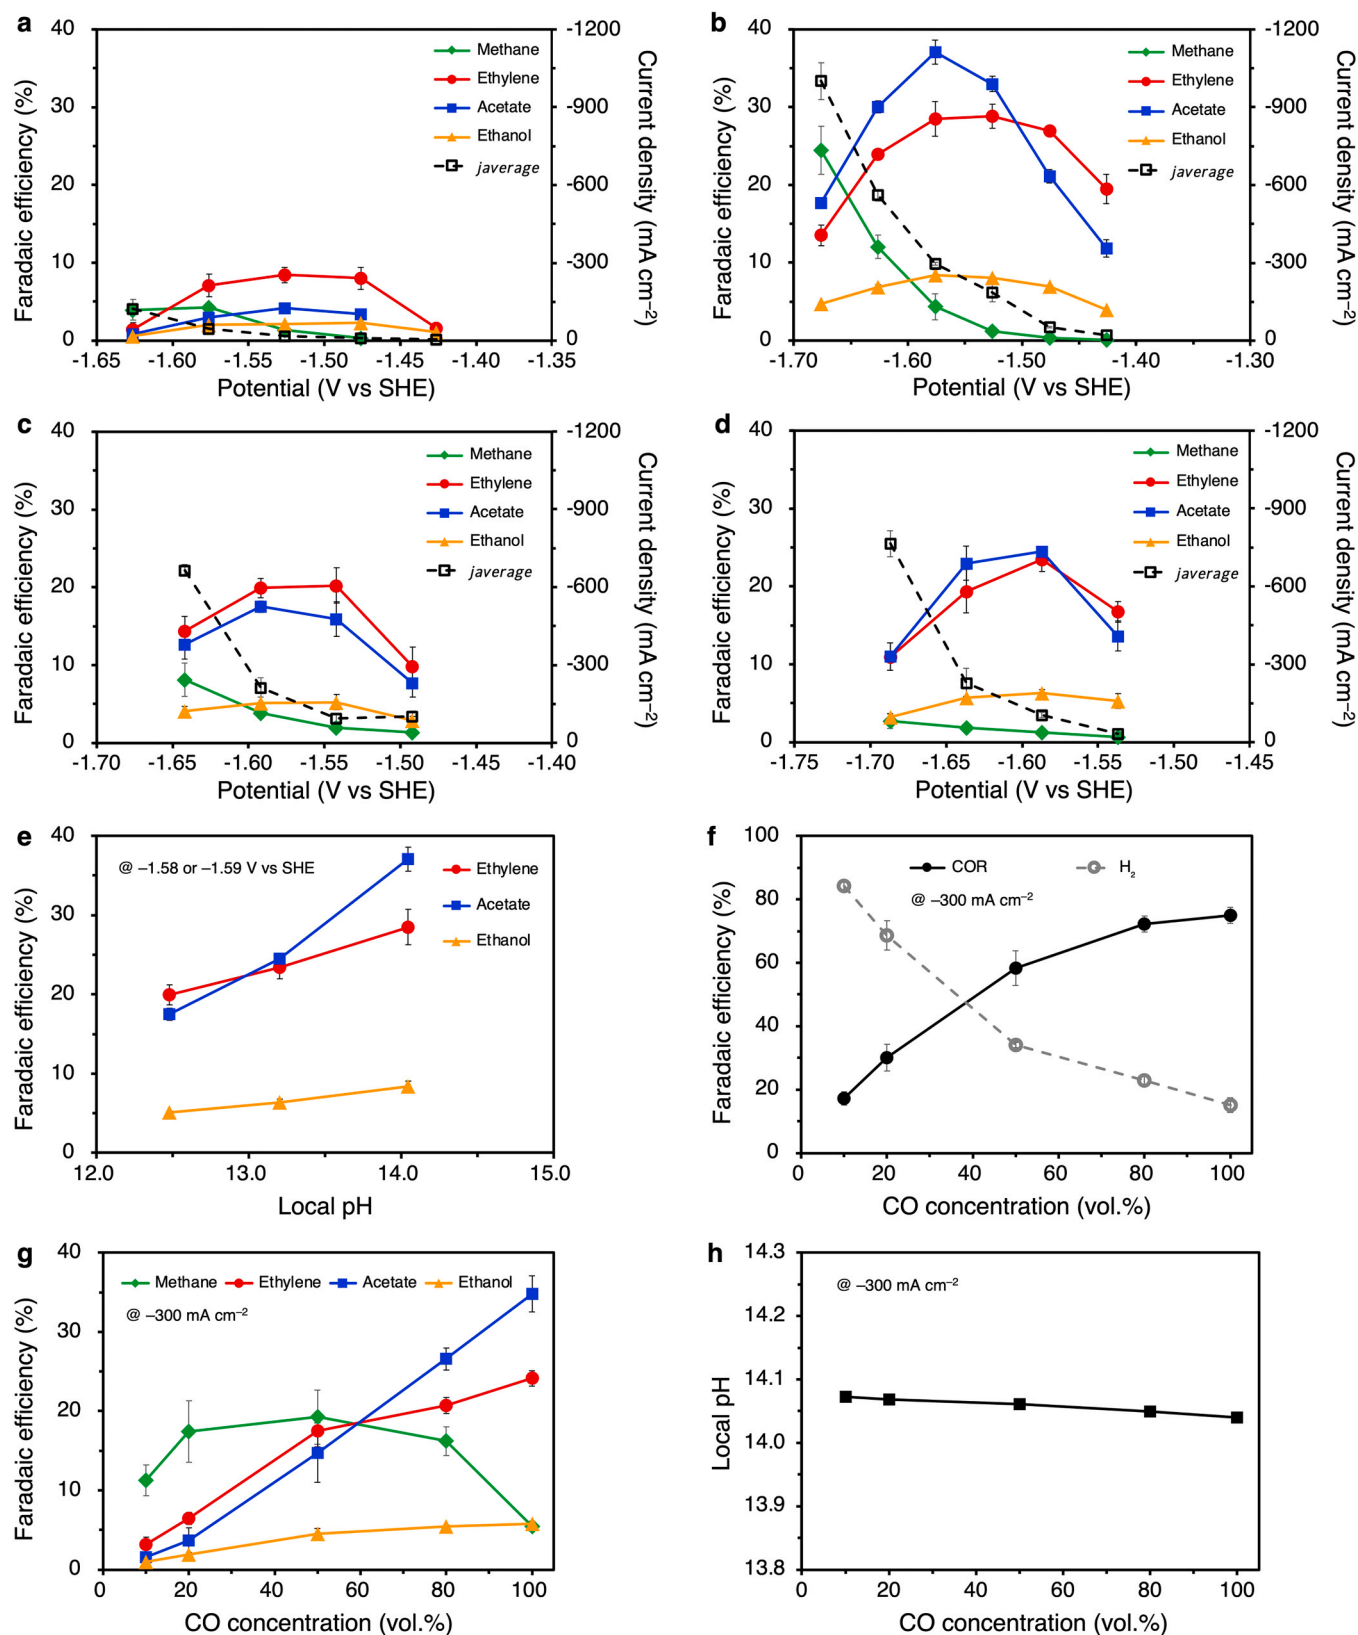 a
40
30
20
10
0
Faradaic efficiency (%)
Methane
Ethylene
Acetate
Ethanol
javerage
-1200
-900
-600
-300
0
Current density (mA cm⁻²)
-1.65 -1.60 -1.55 -1.50 -1.45 -1.40 -1.35
Potential (V vs SHE)
b
40
30
20
10
0
Faradaic efficiency (%)
Methane
Ethylene
Acetate
Ethanol
javerage
-1200
-900
-600
-300
0
Current density (mA cm⁻²)
-1.70 -1.60 -1.50 -1.40 -1.30
Potential (V vs SHE)
c
40
30
20
10
0
Faradaic efficiency (%)
Methane
Ethylene
Acetate
Ethanol
javerage
-1200
-900
-600
-300
0
Current density (mA cm⁻²)
-1.70 -1.65 -1.60 -1.55 -1.50 -1.45 -1.40
Potential (V vs SHE)
d
40
30
20
10
0
Faradaic efficiency (%)
Methane
Ethylene
Acetate
Ethanol
javerage
-1200
-900
-600
-300
0
Current density (mA cm⁻²)
-1.75 -1.70 -1.65 -1.60 -1.55 -1.50 -1.45
Potential (V vs SHE)
e
40
30
20
10
0
Faradaic efficiency (%)
@ –1.58 or –1.59 V vs SHE
Ethylene
Acetate
Ethanol
12.0 13.0 14.0 15.0
Local pH
f
100
80
60
40
20
0
Faradaic efficiency (%)
COR H₂
@ –300 mA cm⁻²
0 20 40 60 80 100
CO concentration (vol.%)
g
40
30
20
10
0
Faradaic efficiency (%)
Methane Ethylene Acetate Ethanol
@ –300 mA cm⁻²
0 20 40 60 80 100
CO concentration (vol.%)
h
14.3
14.2
14.1
14.0
13.9
13.8
Local pH
@ –300 mA cm⁻²
0 20 40 60 80 100
CO concentration (vol.%)